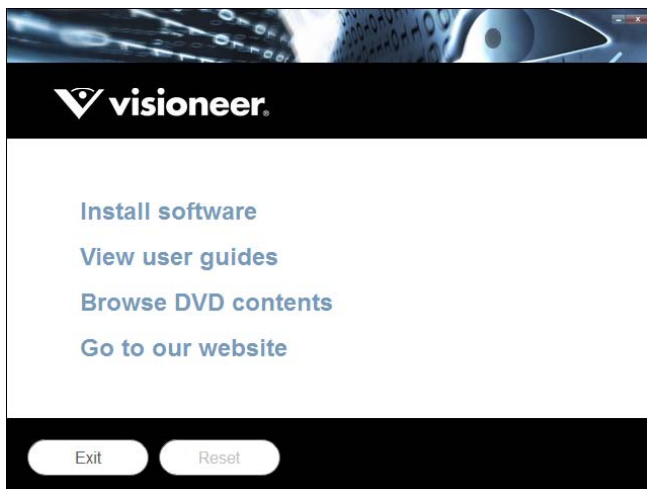 visioneer®
Install software
View user guides
Browse DVD contents
Go to our website
Exit
Reset